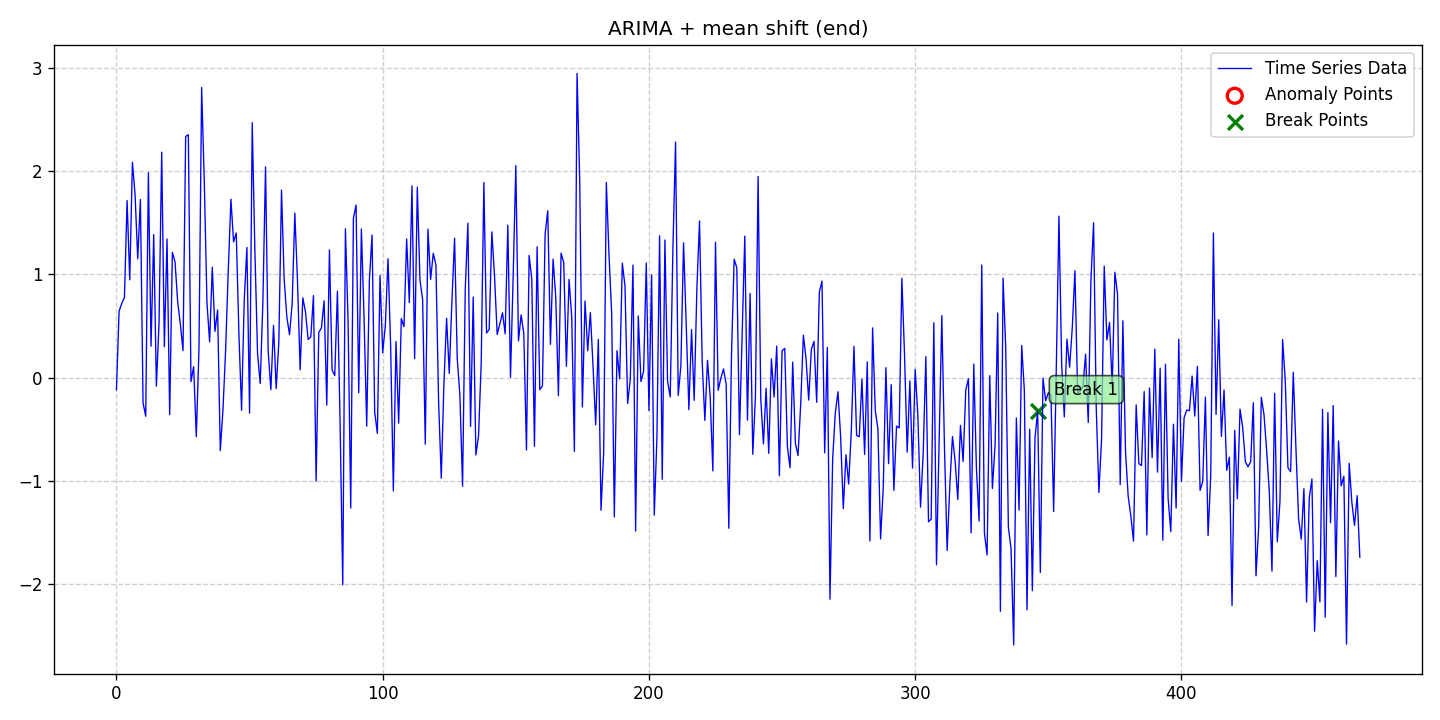 ARIMA + mean shift (end)
Time Series Data
Anomaly Points
Break Points
Break 1
3
2
1
0
−1
−2
0
100
200
300
400